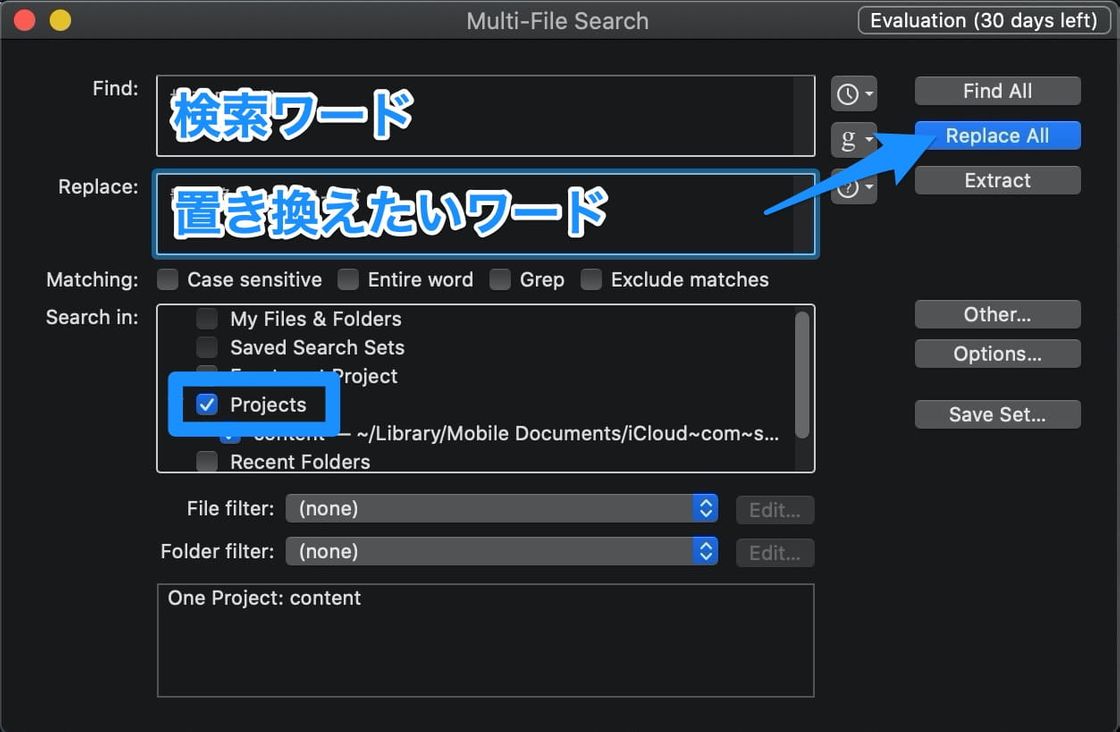 Multi-File Search
Evaluation (30 days left)
Find:
検索ワード
g
Find All
Replace All
Replace:
置き換えたいワード
?
Extract
Matching:
Case sensitive
Entire word
Grep
Exclude matches
Search in:
My Files & Folders
Saved Search Sets
Project
Projects
content — ~/Library/Mobile Documents/iCloud~com~s...
Recent Folders
Other...
Options...
Save Set...
File filter:
(none)
Edit...
Folder filter:
(none)
Edit...
One Project: content